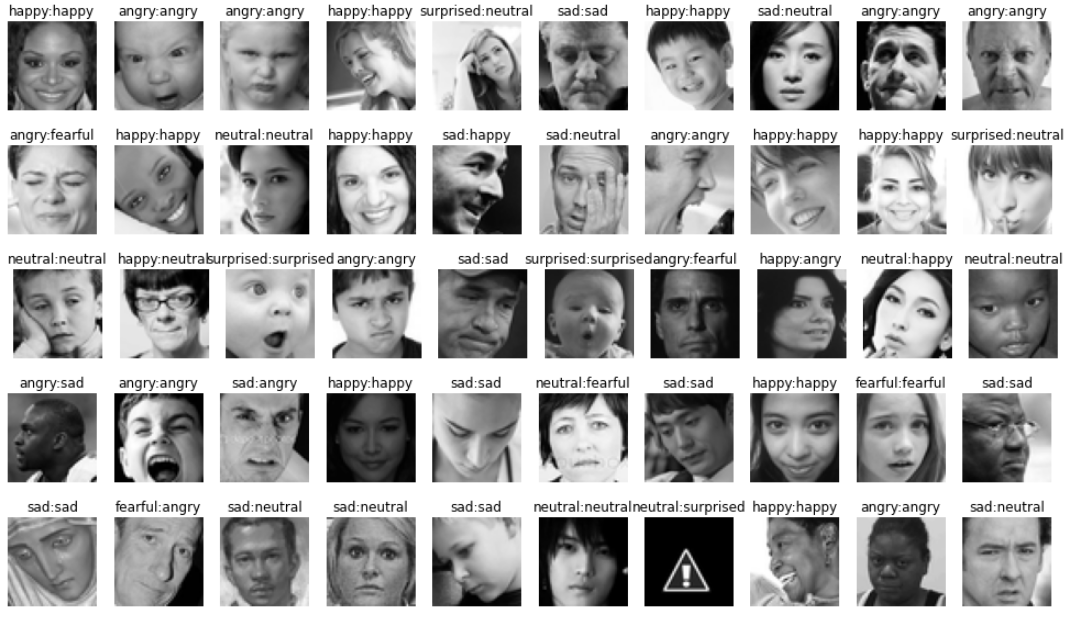 happy:happy angry:angry angry:angry happy:happy surprised:neutral sad:sad happy:happy sad:neutral angry:angry angry:angry
angry:fearful happy:happy neutral:neutral happy:happy sad:happy sad:neutral angry:angry happy:happy happy:happy surprised:neutral
neutral:neutral happy:neutral surprised:surprised angry:angry sad:sad surprised:surprised angry:fearful happy:angry neutral:happy neutral:neutral
angry:sad angry:angry sad:angry happy:happy sad:sad neutral:fearful sad:sad happy:happy fearful:fearful sad:sad
sad:sad fearful:angry sad:neutral sad:neutral sad:sad neutral:neutral neutral:surprised happy:happy angry:angry sad:neutral